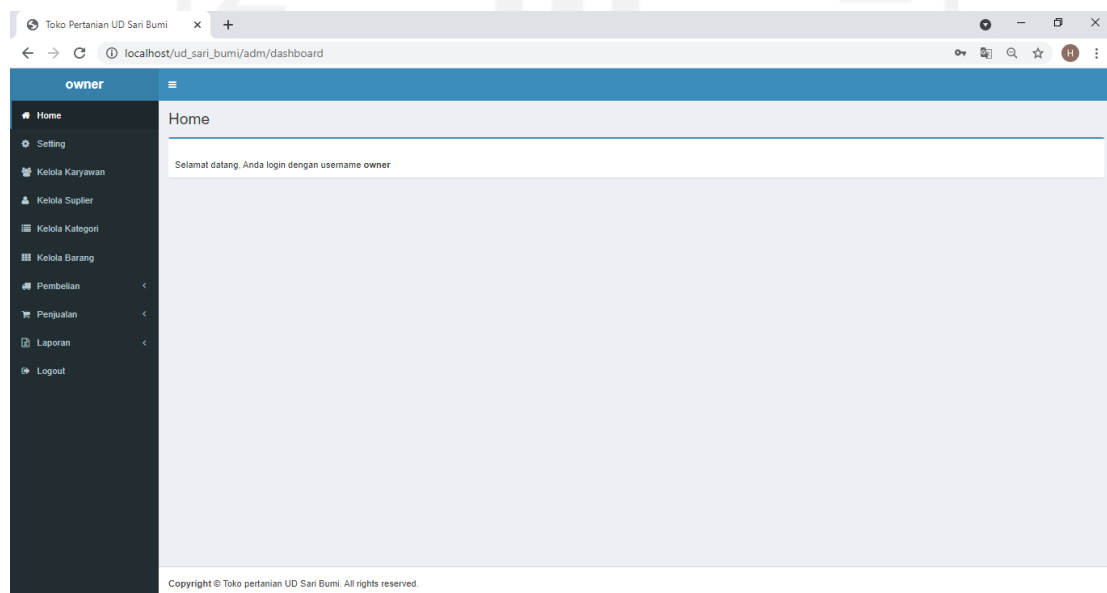 Toko Pertanian UD Sari Bumi
localhost/ud_sari_bumi/adm/dashboard
H
owner
Home
Home
Setting
Selamat datang, Anda login dengan username owner
Kelola Karyawan
Kelola Suplier
Kelola Kategori
Kelola Barang
Pembelian
Penjualan
Laporan
Logout
Copyright © Toko pertanian UD Sari Bumi. All rights reserved.